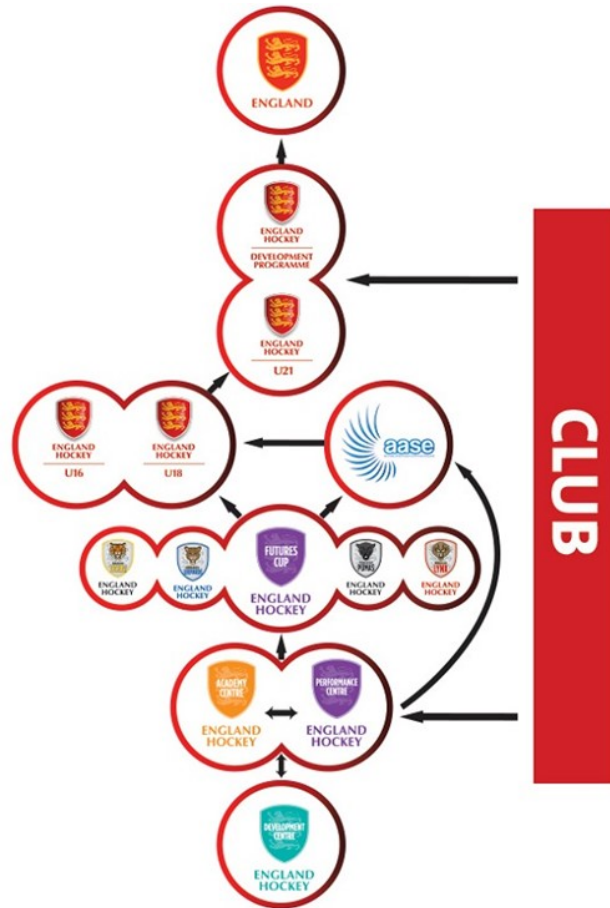 ENGLAND
ENGLAND
HOCKEY
DEVELOPMENT
PROGRAMME
ENGLAND
HOCKEY
U21
ENGLAND
HOCKEY
U16
ENGLAND
HOCKEY
U18
aase
CLUB
ENGLAND
HOCKEY
ENGLAND
HOCKEY
FUTURES
CUP
ENGLAND
HOCKEY
PUMAS
ENGLAND
HOCKEY
LYNX
ENGLAND
HOCKEY
ACADEMY
CENTRE
ENGLAND
HOCKEY
PERFORMANCE
CENTRE
ENGLAND
HOCKEY
DEVELOPMENT
CENTRE
ENGLAND
HOCKEY